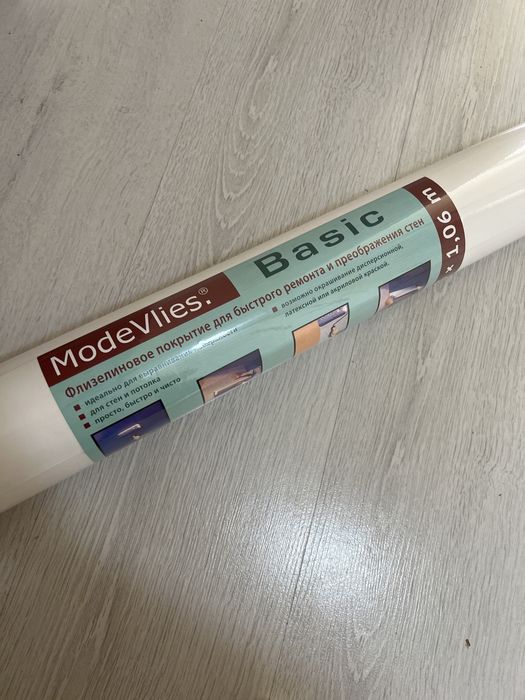 ModeVlies®.
Basic
× 1,06 m
Флизелиновое покрытие для быстрого ремонта и преображения стен
идеально для выравнивания поверхности
для стен и потолка
просто, быстро и чисто
возможно окрашивание дисперсионной,
латексной или акриловой краской.